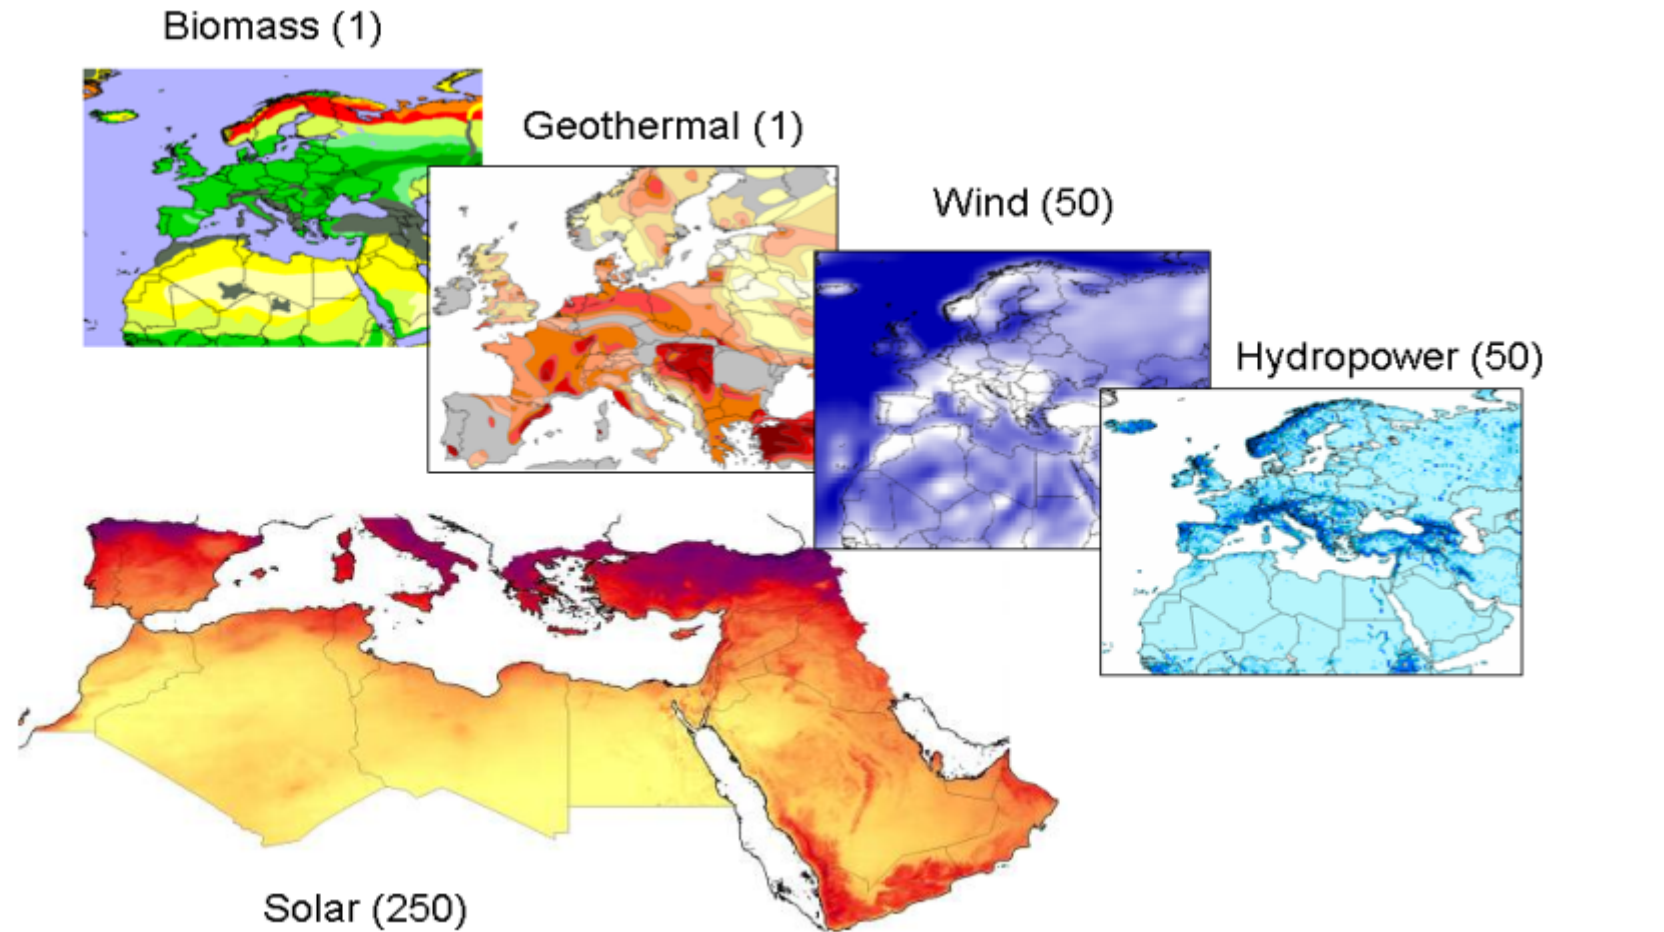 Biomass (1)
Geothermal (1)
Wind (50)
Hydropower (50)
Solar (250)